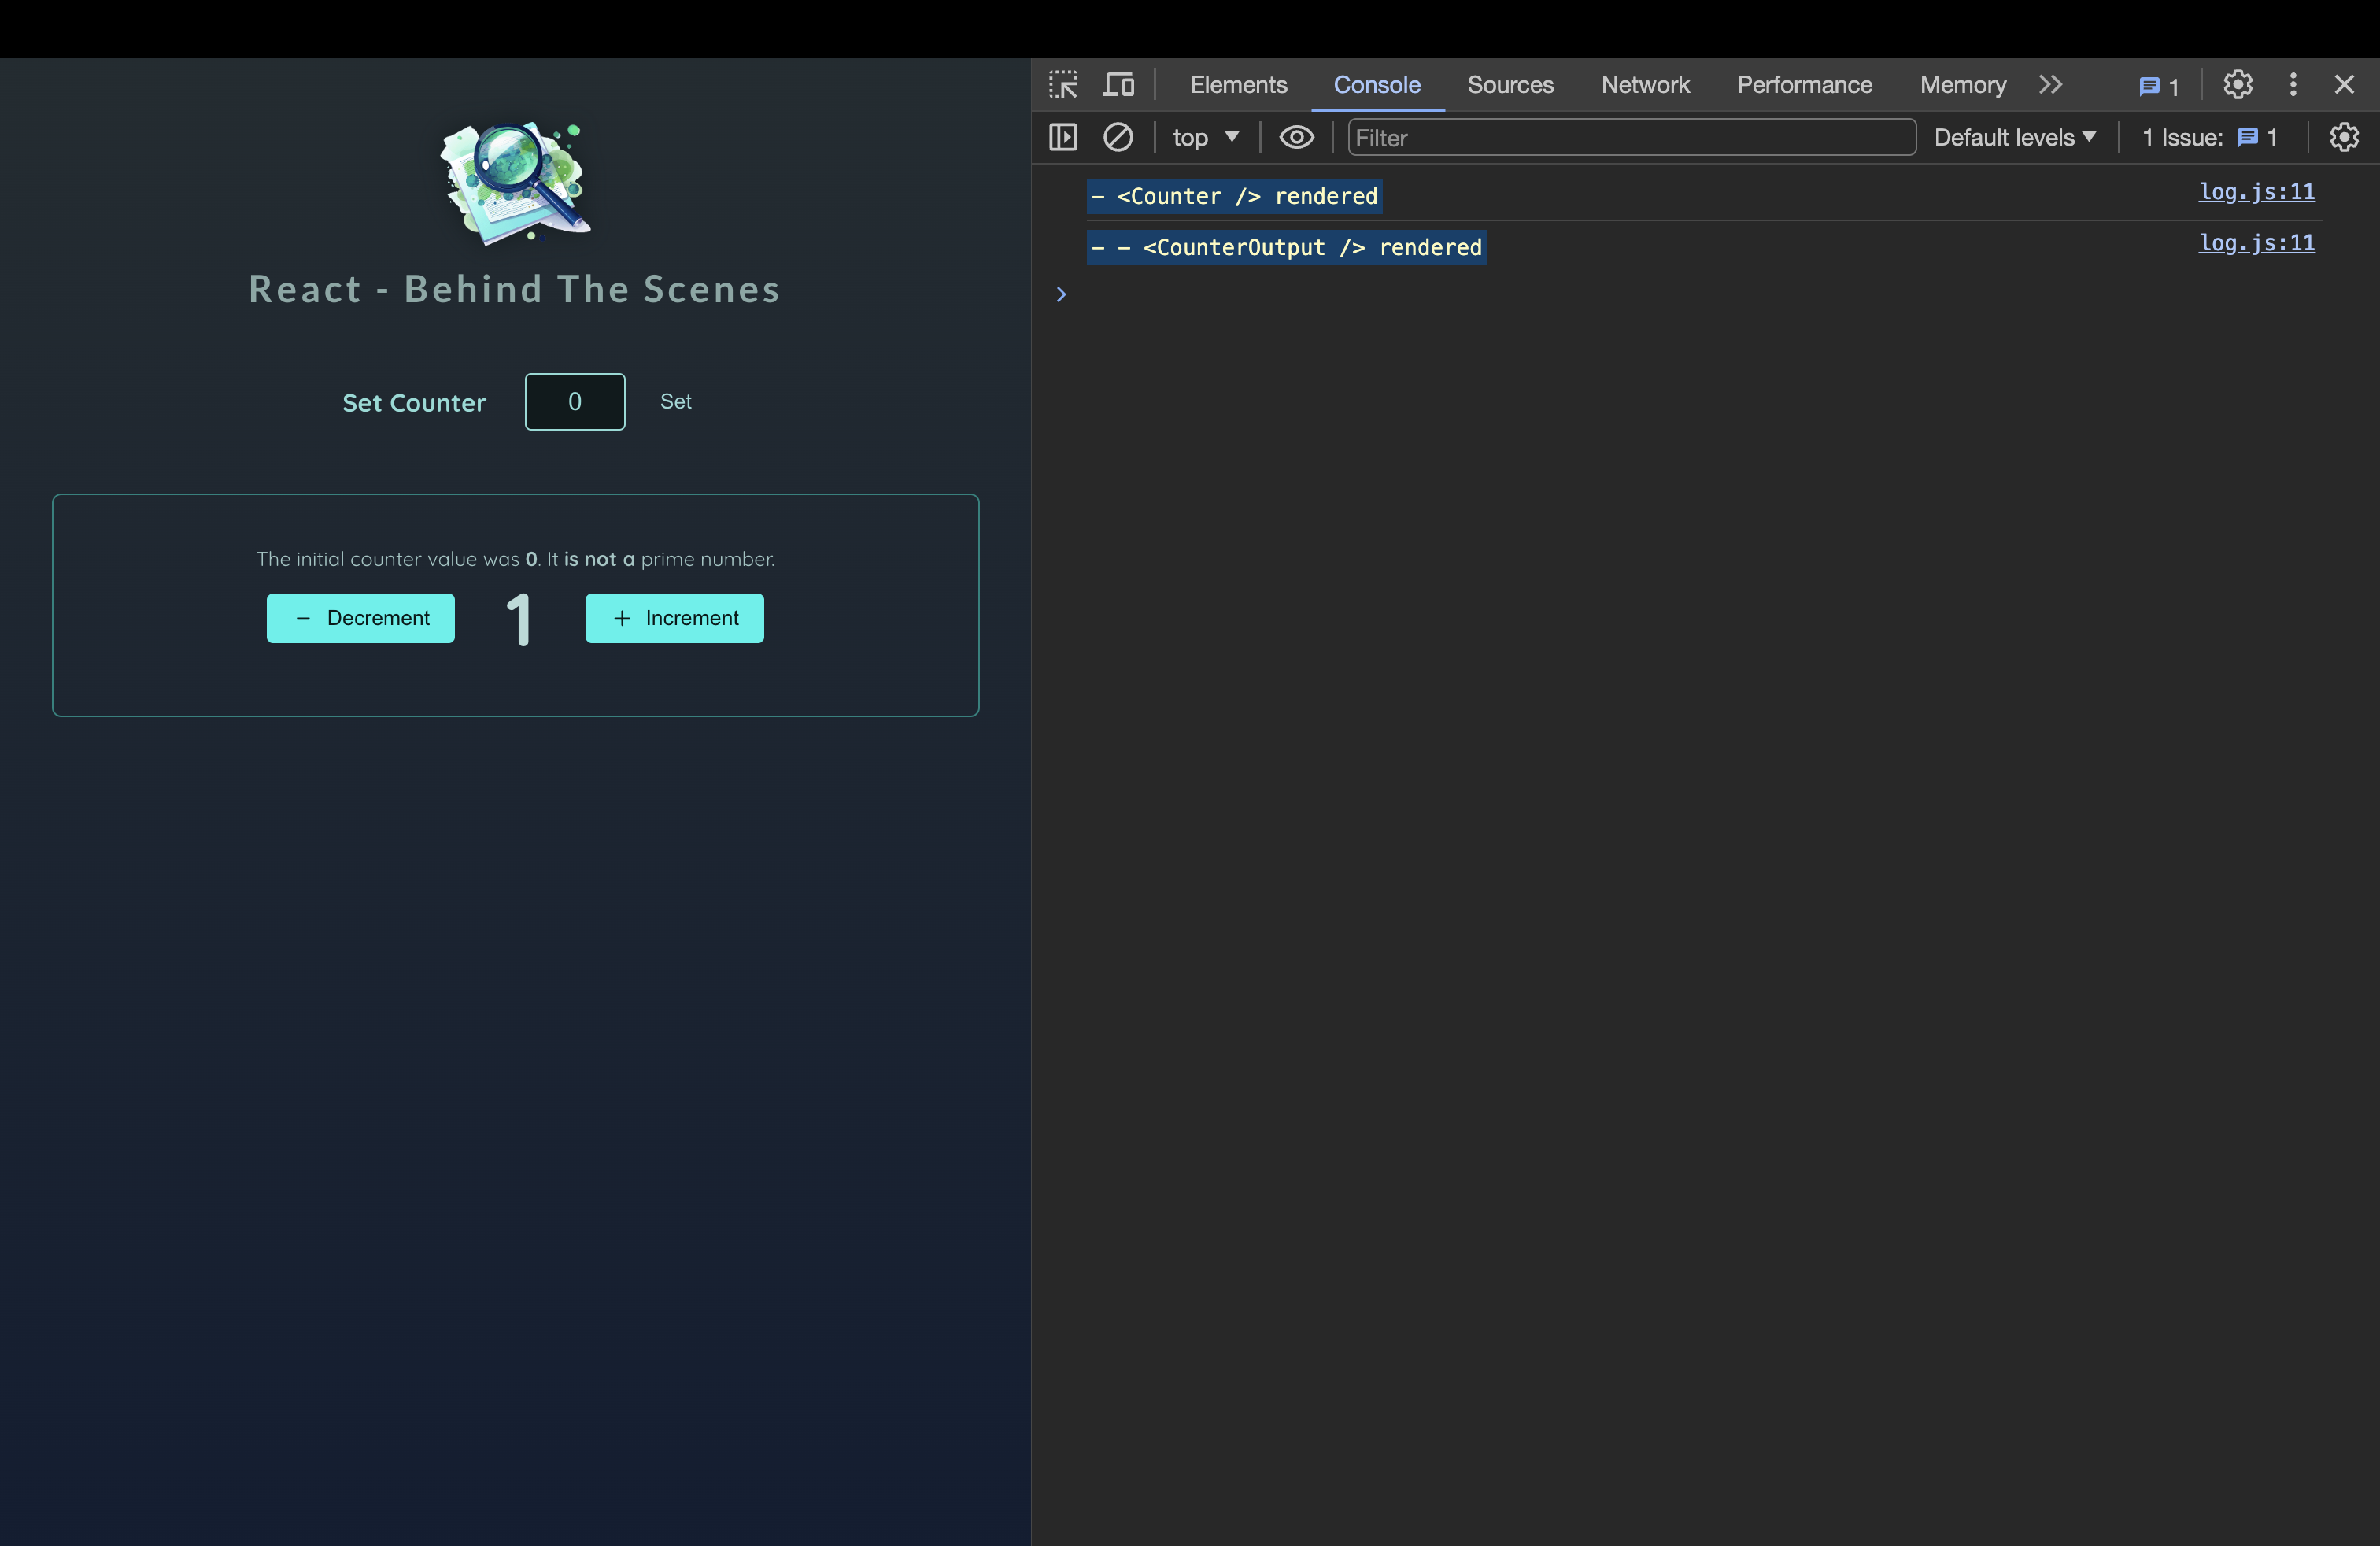 React - Behind The Scenes
Set Counter 0 Set
The initial counter value was 0. It is not a prime number.
− Decrement 1 + Increment
Elements Console Sources Network Performance Memory 1
top Filter Default levels 1 Issue: 1
- <Counter /> rendered log.js:11
- - <CounterOutput /> rendered log.js:11